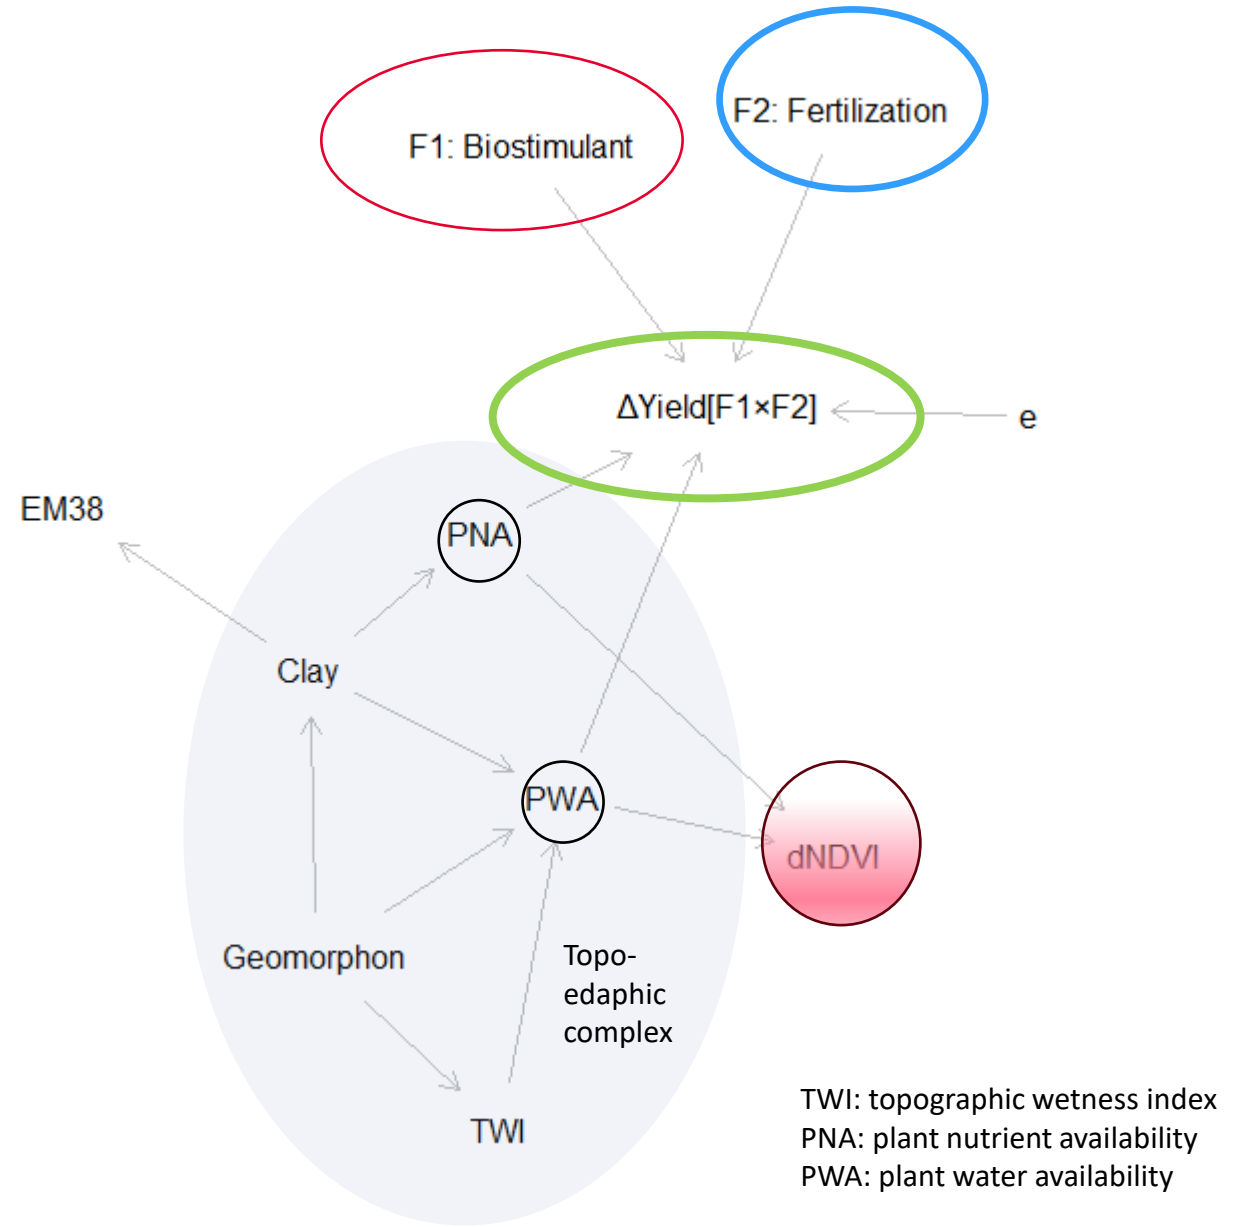 F2: Fertilization
F1: Biostimulant
ΔYield[F1×F2]
e
EM38
PNA
Clay
PWA
dNDVI
Geomorphon
Topo-
edaphic
complex
TWI
TWI: topographic wetness index
PNA: plant nutrient availability
PWA: plant water availability